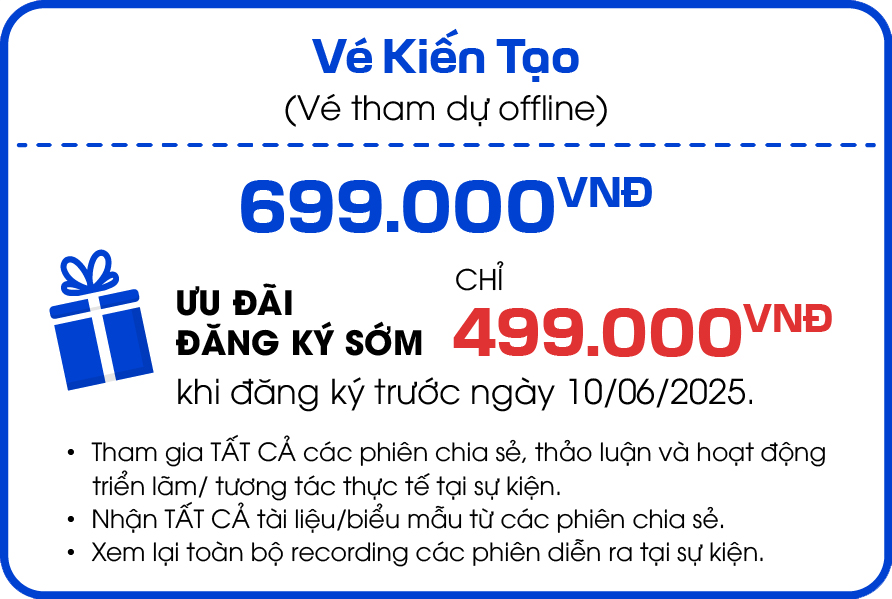 Vé Kiến Tạo
(Vé tham dự offline)
699.000VNĐ
ƯU ĐÃI
ĐĂNG KÝ SỚM
CHỈ
499.000VNĐ
khi đăng ký trước ngày 10/06/2025.
• Tham gia TẤT CẢ các phiên chia sẻ, thảo luận và hoạt động
triển lãm/ tương tác thực tế tại sự kiện.
• Nhận TẤT CẢ tài liệu/biểu mẫu từ các phiên chia sẻ.
• Xem lại toàn bộ recording các phiên diễn ra tại sự kiện.